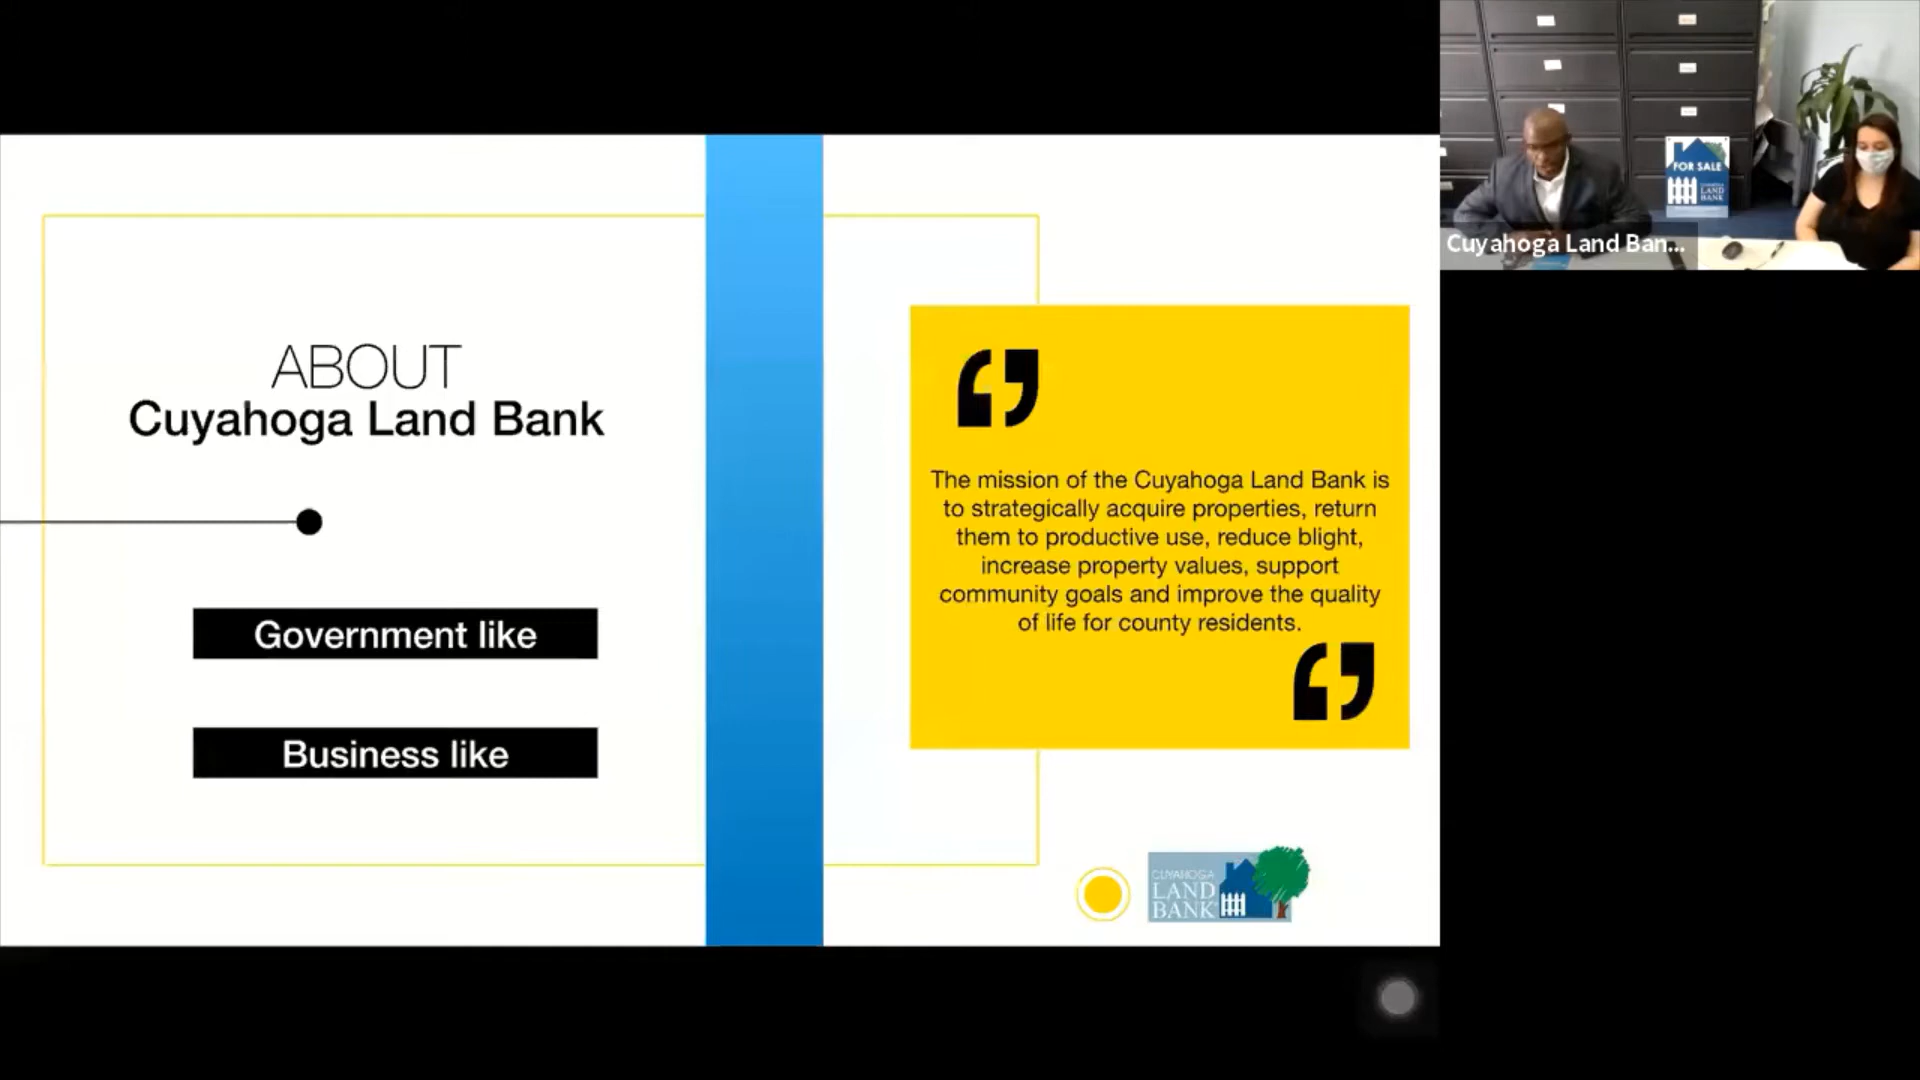 ABOUT
Cuyahoga Land Bank
Government like
Business like
The mission of the Cuyahoga Land Bank is
to strategically acquire properties, return
them to productive use, reduce blight,
increase property values, support
community goals and improve the quality
of life for county residents.
CUYAHOGA
LAND
BANK
FOR SALE
LAND
BANK
Cuyahoga Land Ban...